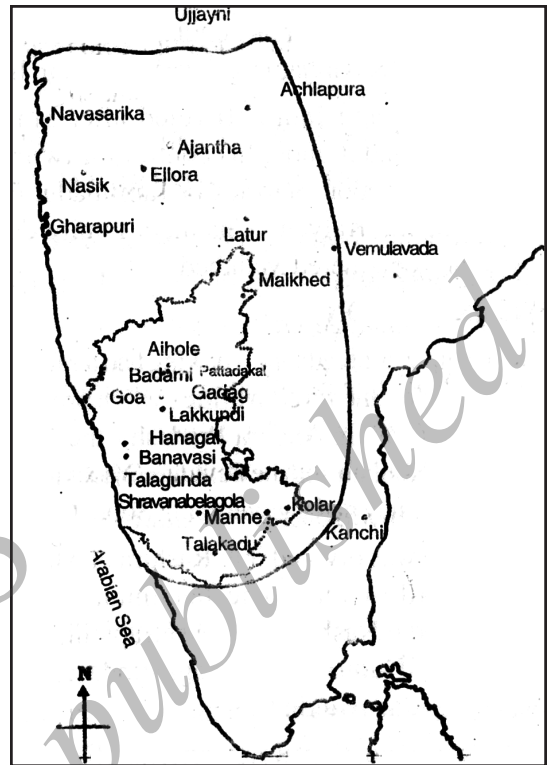 Ujjayni
Achlapura
Navasarika
Ajantha
Ellora
Nasik
Gharapuri
Latur
Vemulavada
Malkhed
Aihole
Badami Pattadakal
Goa Gadag
Lakkundi
Hanagal
Banavasi
Talagunda
Shravanabelagola
Manne Kolar
Kanchi
Talakadu
Arabian Sea
N
published